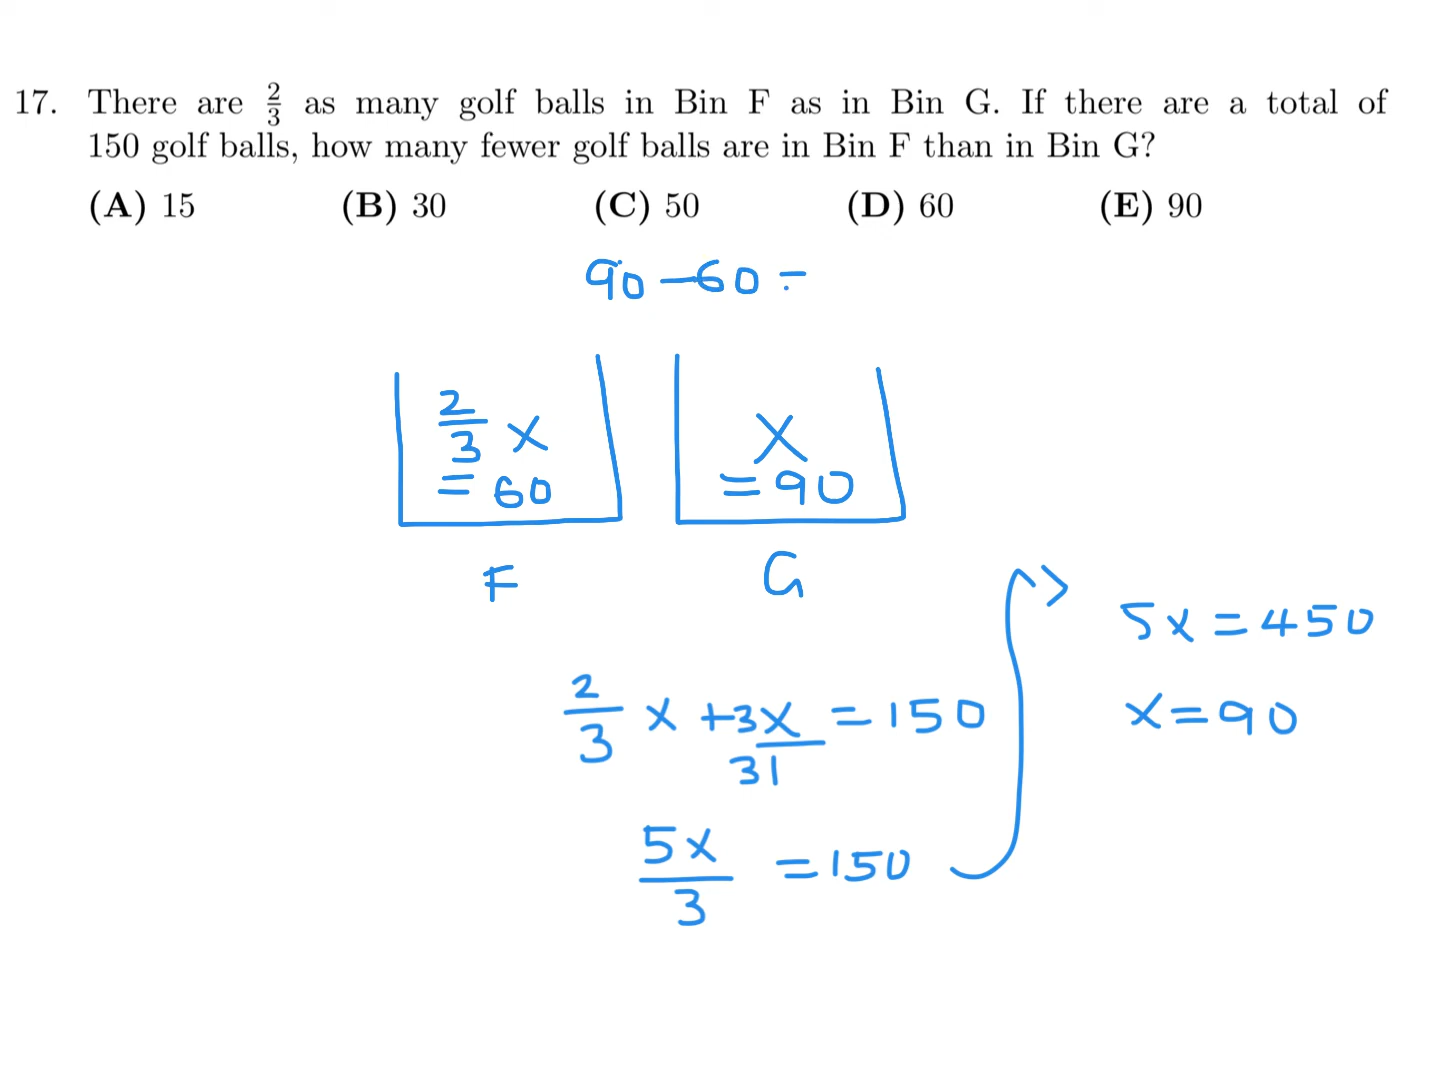 17. There are 2/3 as many golf balls in Bin F as in Bin G. If there are a total of
150 golf balls, how many fewer golf balls are in Bin F than in Bin G?
(A) 15 (B) 30 (C) 50 (D) 60 (E) 90
90 - 60 =
2/3 x
= 60
x
= 90
F
G
2/3 x + 3x/31 = 150
5x/3 = 150
5x = 450
x = 90